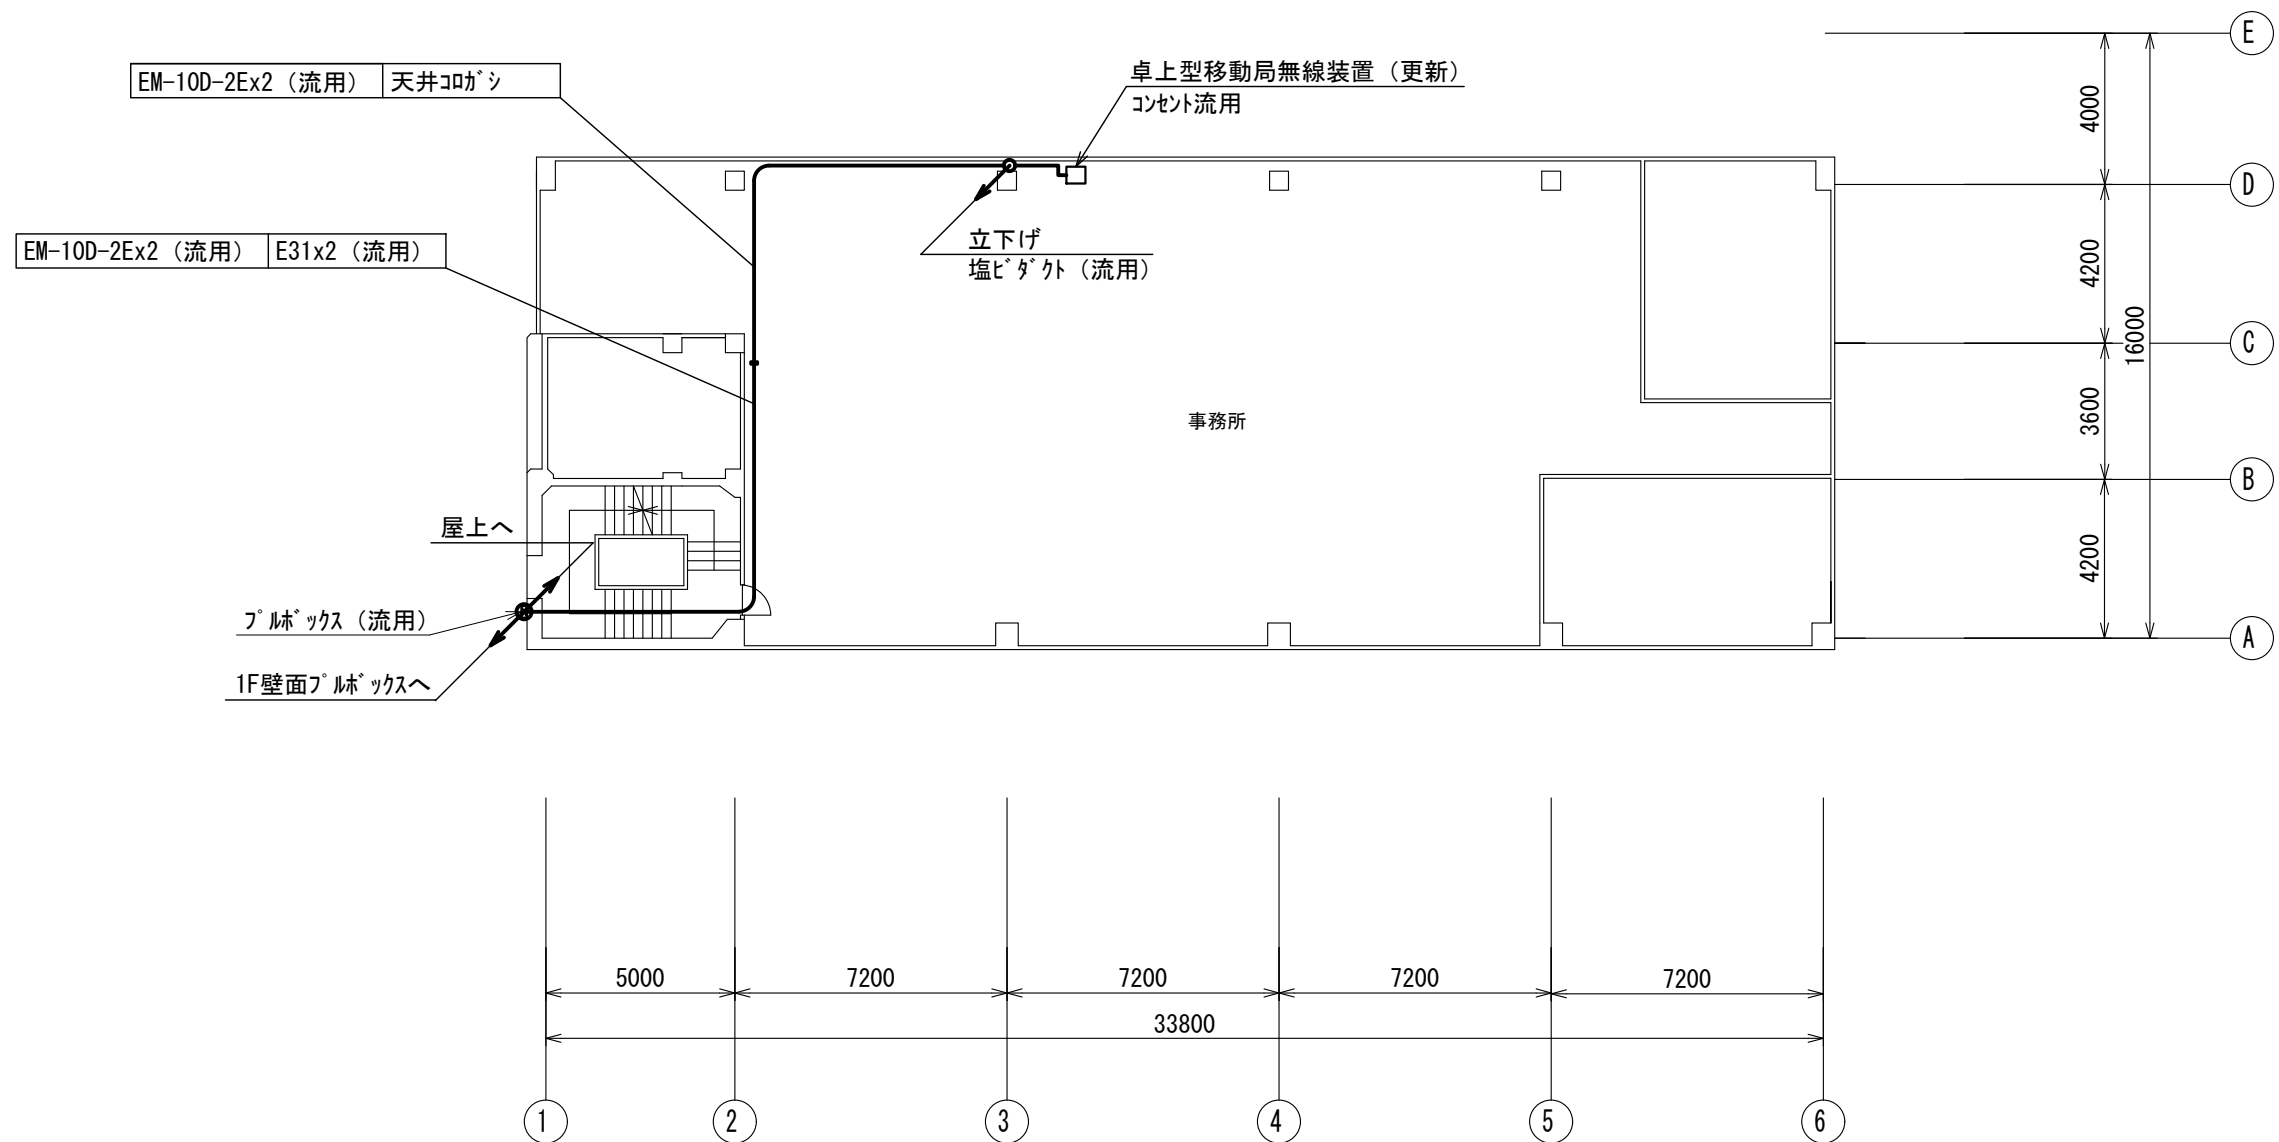 E
EM-10D-2Ex2（流用） 天井ｺﾛｶﾞｼ
卓上型移動局無線装置（更新）
ｺﾝｾﾝﾄ流用
4000
D
EM-10D-2Ex2（流用） E31x2（流用）
立下げ
塩ﾋﾞﾀﾞｸﾄ（流用）
4200
16000
C
事務所
3600
B
屋上へ
4200
ﾌﾟﾙﾎﾞｯｸｽ（流用）
A
1F壁面ﾌﾟﾙﾎﾞｯｸｽへ
5000 7200 7200 7200 7200
33800
1 2 3 4 5 6